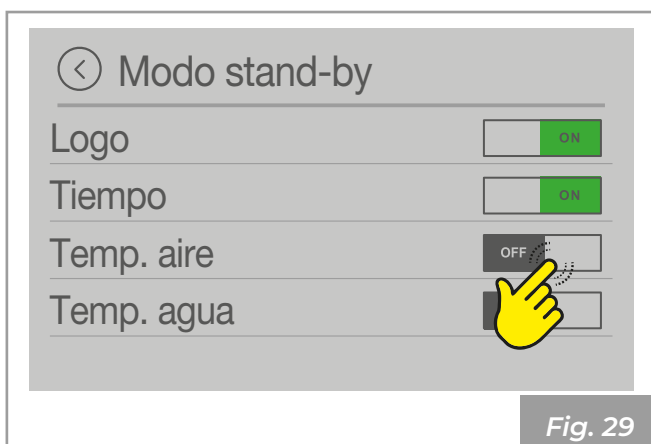 Modo stand-by
Logo ON
Tiempo ON
Temp. aire OFF
Temp. agua
Fig. 29